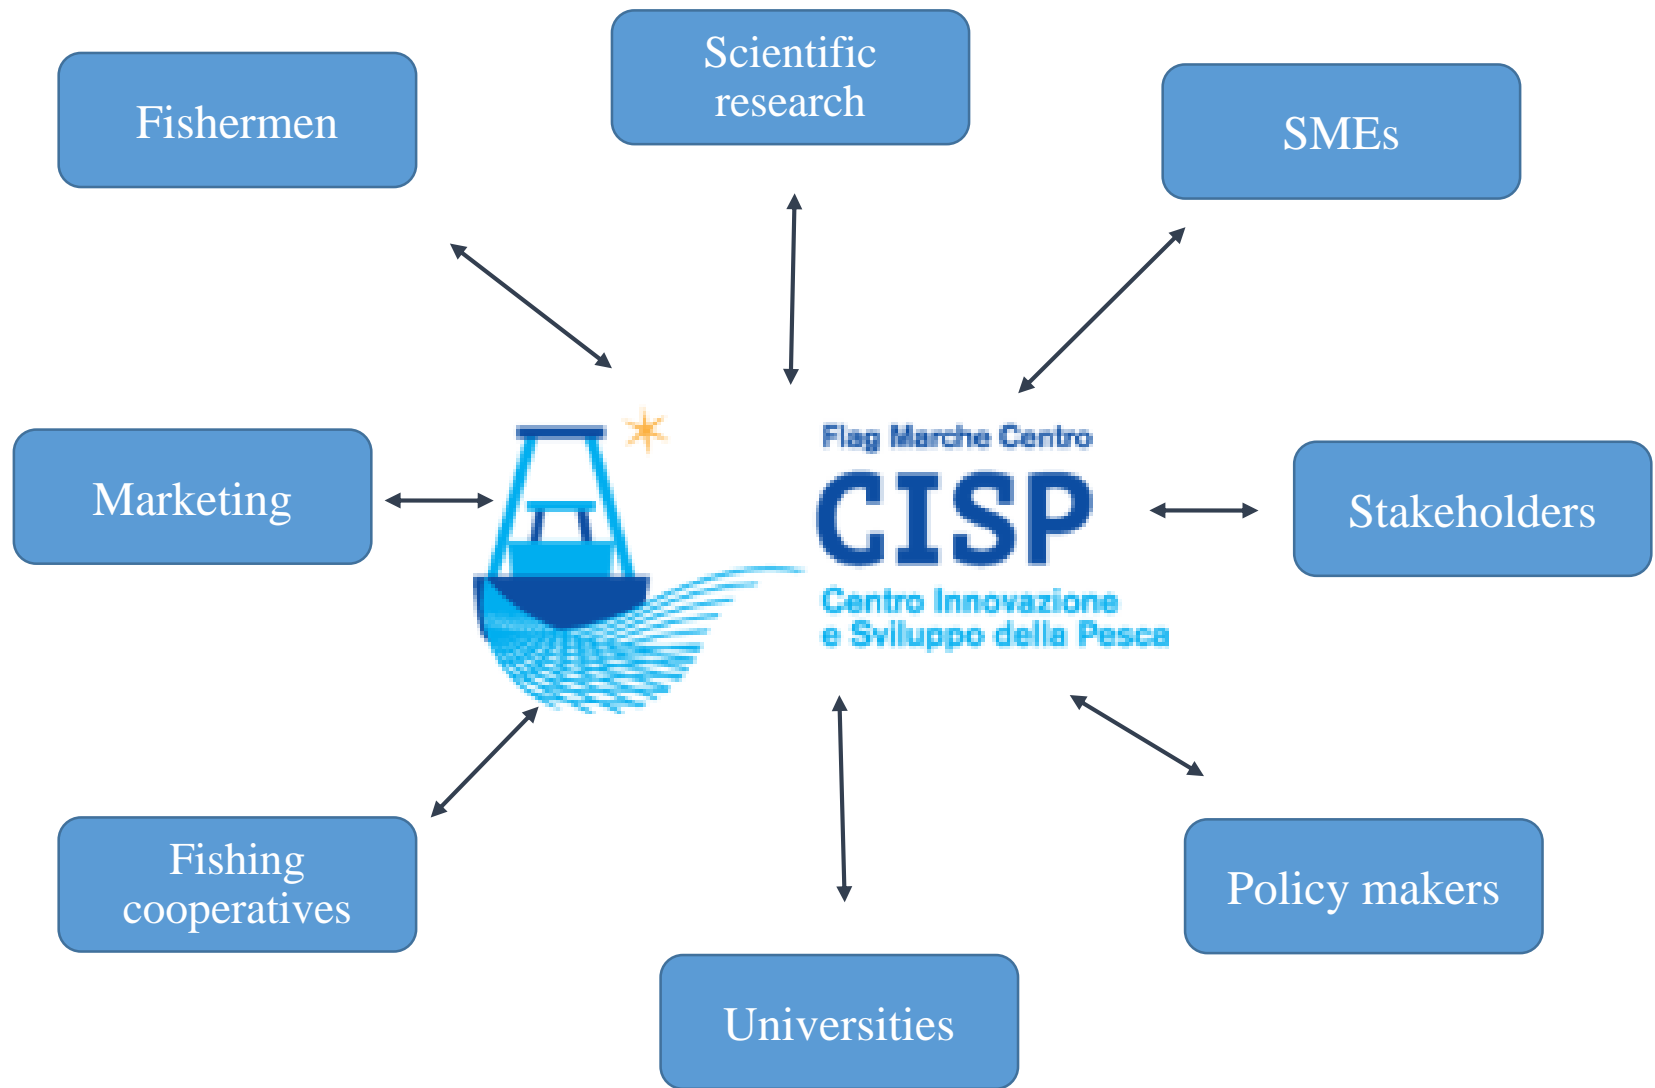 Scientific
research
Fishermen
SMEs
Flag Marche Centro
CISP
Centro Innovazione
e Sviluppo della Pesca
Marketing
Stakeholders
Fishing
cooperatives
Policy makers
Universities